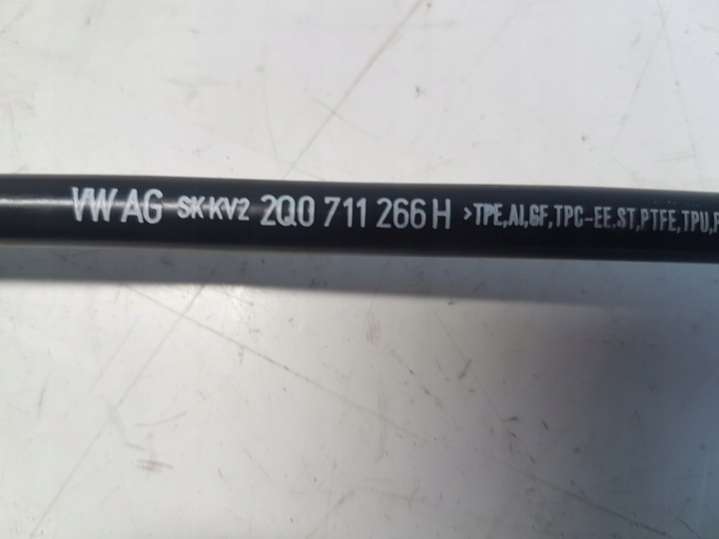 VW AG SK-KV2 2Q0 711 266 H >TPE,Al,GF,TPC-EE,ST,PTFE,TPU,